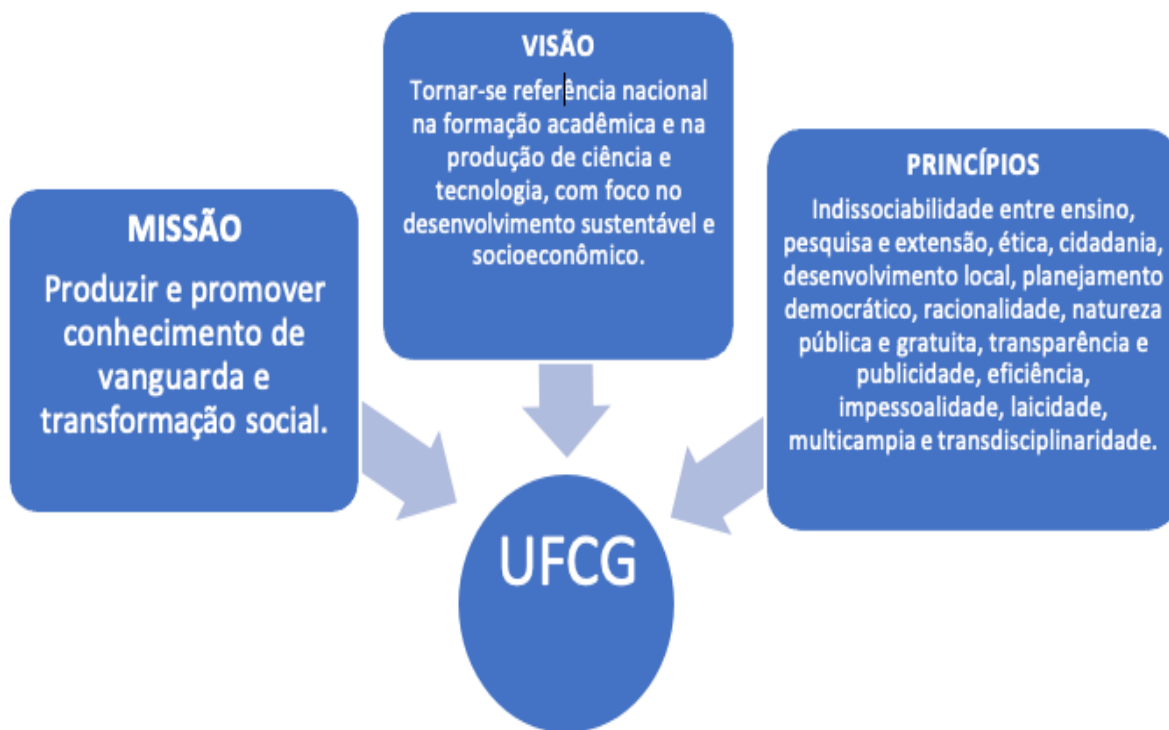 MISSÃO
Produzir e promover
conhecimento de
vanguarda e
transformação social.
VISÃO
Tornar-se referência nacional
na formação acadêmica e na
produção de ciência e
tecnologia, com foco no
desenvolvimento sustentável e
socioeconômico.
PRINCÍPIOS
Indissociabilidade entre ensino,
pesquisa e extensão, ética, cidadania,
desenvolvimento local, planejamento
democrático, racionalidade, natureza
pública e gratuita, transparência e
publicidade, eficiência,
impessoalidade, laicidade,
multicampia e transdisciplinaridade.
UFCG